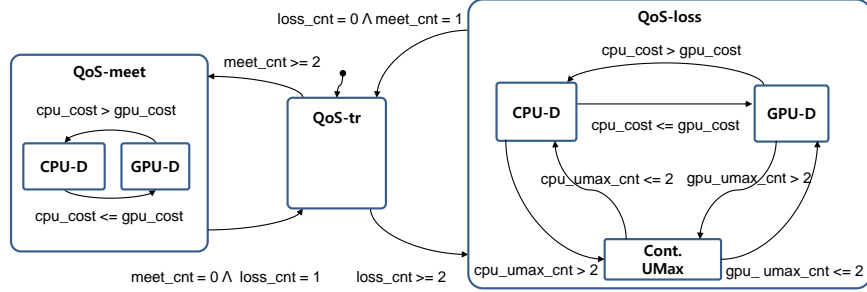 loss_cnt = 0 Λ meet_cnt = 1
QoS-loss
meet_cnt >= 2
cpu_cost > gpu_cost
QoS-meet
QoS-tr
cpu_cost > gpu_cost
CPU-D
GPU-D
cpu_cost <= gpu_cost
CPU-D
GPU-D
cpu_umax_cnt <= 2
gpu_umax_cnt > 2
cpu_cost <= gpu_cost
Cont.
UMax
cpu_umax_cnt > 2
gpu_ umax_cnt <= 2
meet_cnt = 0 Λ loss_cnt = 1
loss_cnt >= 2